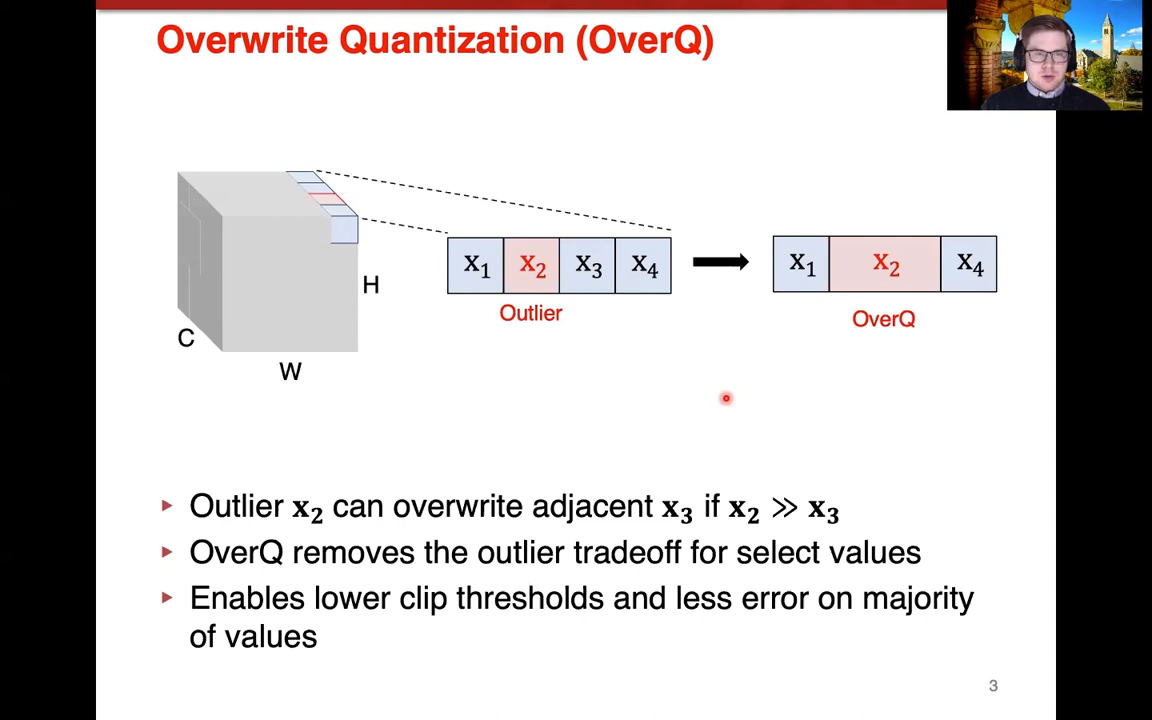 Overwrite Quantization (OverQ)
C
W
H
x1 x2 x3 x4
Outlier
x1 x2 x4
OverQ
Outlier x2 can overwrite adjacent x3 if x2 ≫ x3
OverQ removes the outlier tradeoff for select values
Enables lower clip thresholds and less error on majority
of values
3